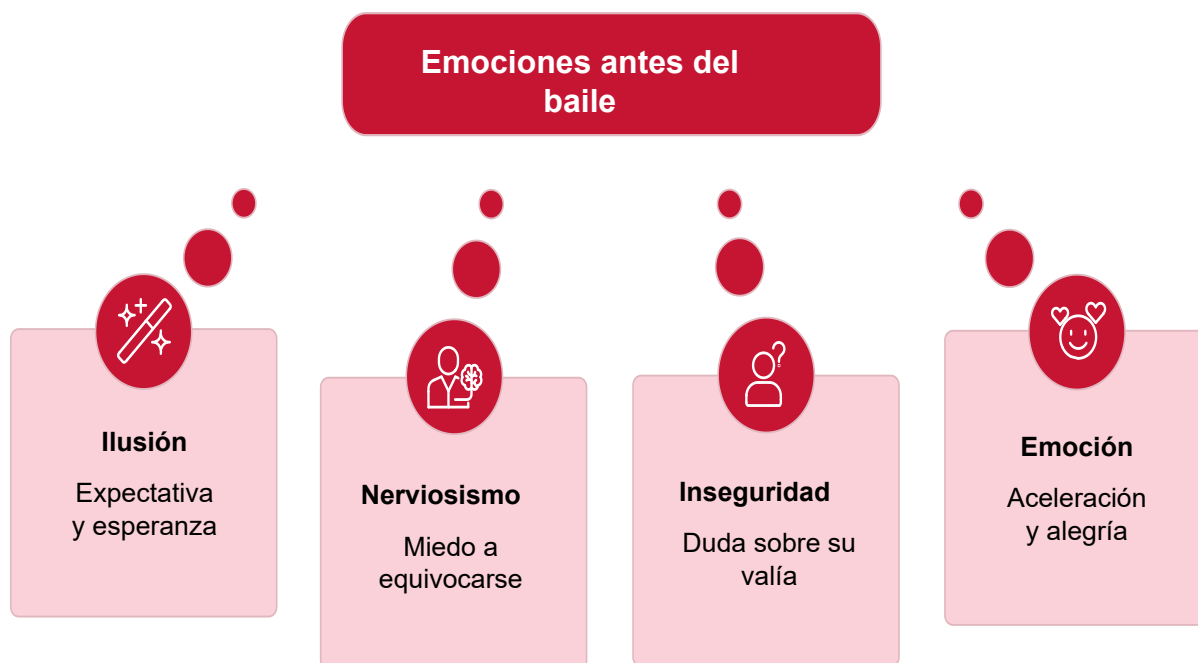 Emociones antes del
baile
Ilusión
Expectativa
y esperanza
Nerviosismo
Miedo a
equivocarse
Inseguridad
Duda sobre su
valía
Emoción
Aceleración
y alegría